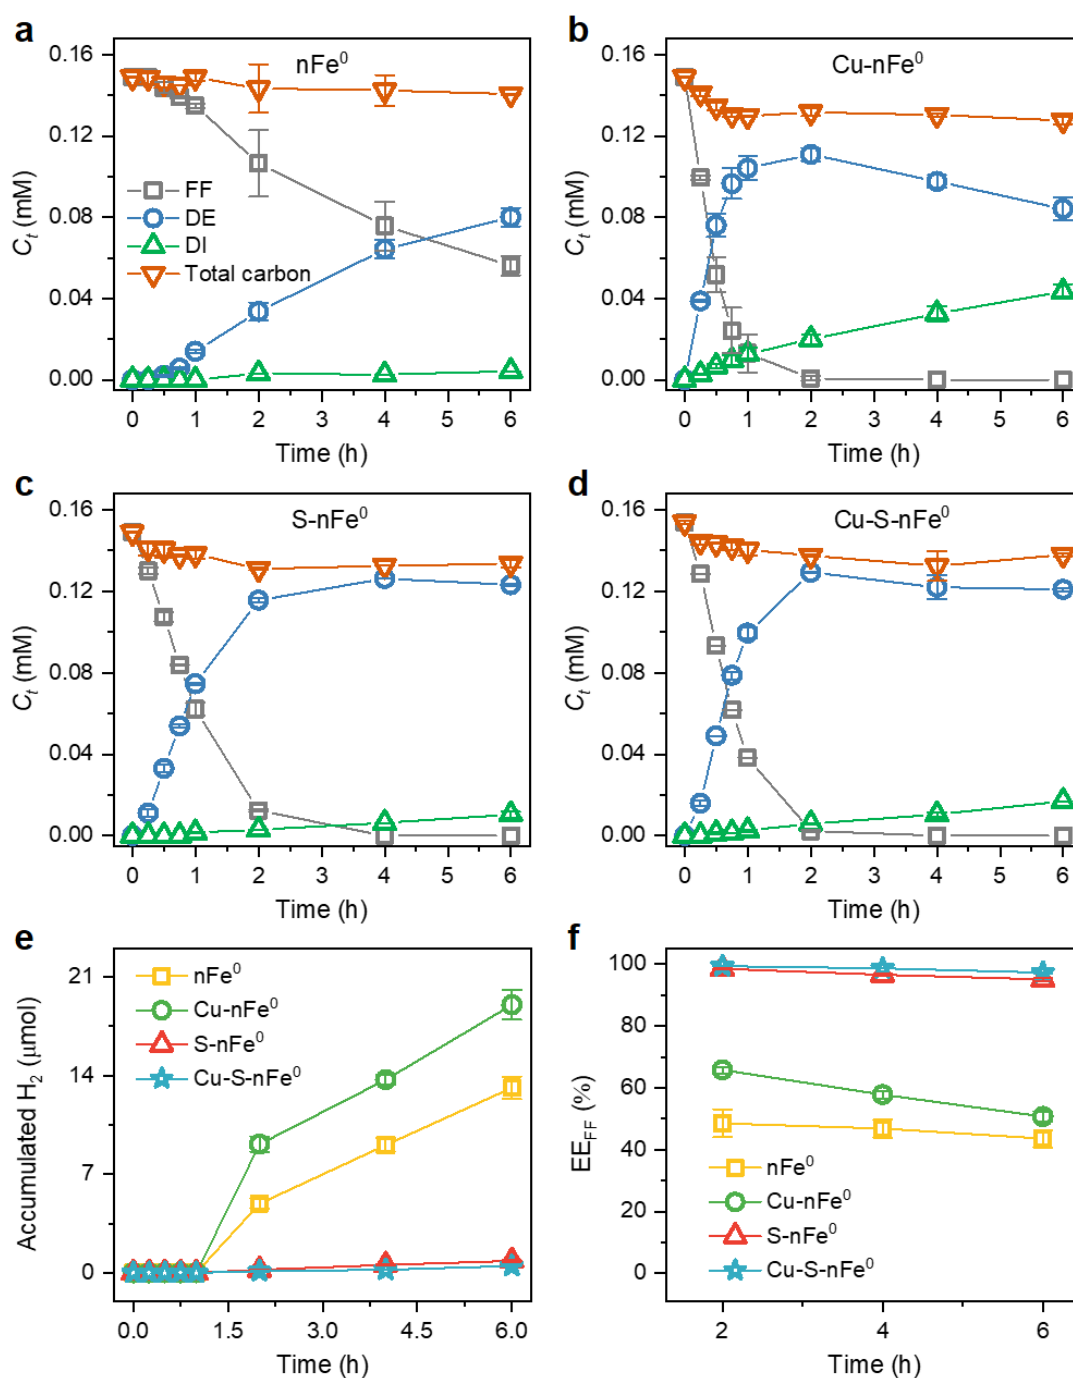 a
nFe⁰
0.16
0.12
0.08
0.04
0.00
Cₜ (mM)
FF
DE
DI
Total carbon
0 1 2 3 4 5 6
Time (h)
b
Cu-nFe⁰
0.16
0.12
0.08
0.04
0.00
Cₜ (mM)
0 1 2 3 4 5 6
Time (h)
c
S-nFe⁰
0.16
0.12
0.08
0.04
0.00
Cₜ (mM)
0 1 2 3 4 5 6
Time (h)
d
Cu-S-nFe⁰
0.16
0.12
0.08
0.04
0.00
Cₜ (mM)
0 1 2 3 4 5 6
Time (h)
e
21
14
7
0
Accumulated H₂ (μmol)
nFe⁰
Cu-nFe⁰
S-nFe⁰
Cu-S-nFe⁰
0.0 1.5 3.0 4.5 6.0
Time (h)
f
100
80
60
40
20
0
EE_FF (%)
nFe⁰
Cu-nFe⁰
S-nFe⁰
Cu-S-nFe⁰
2 4 6
Time (h)